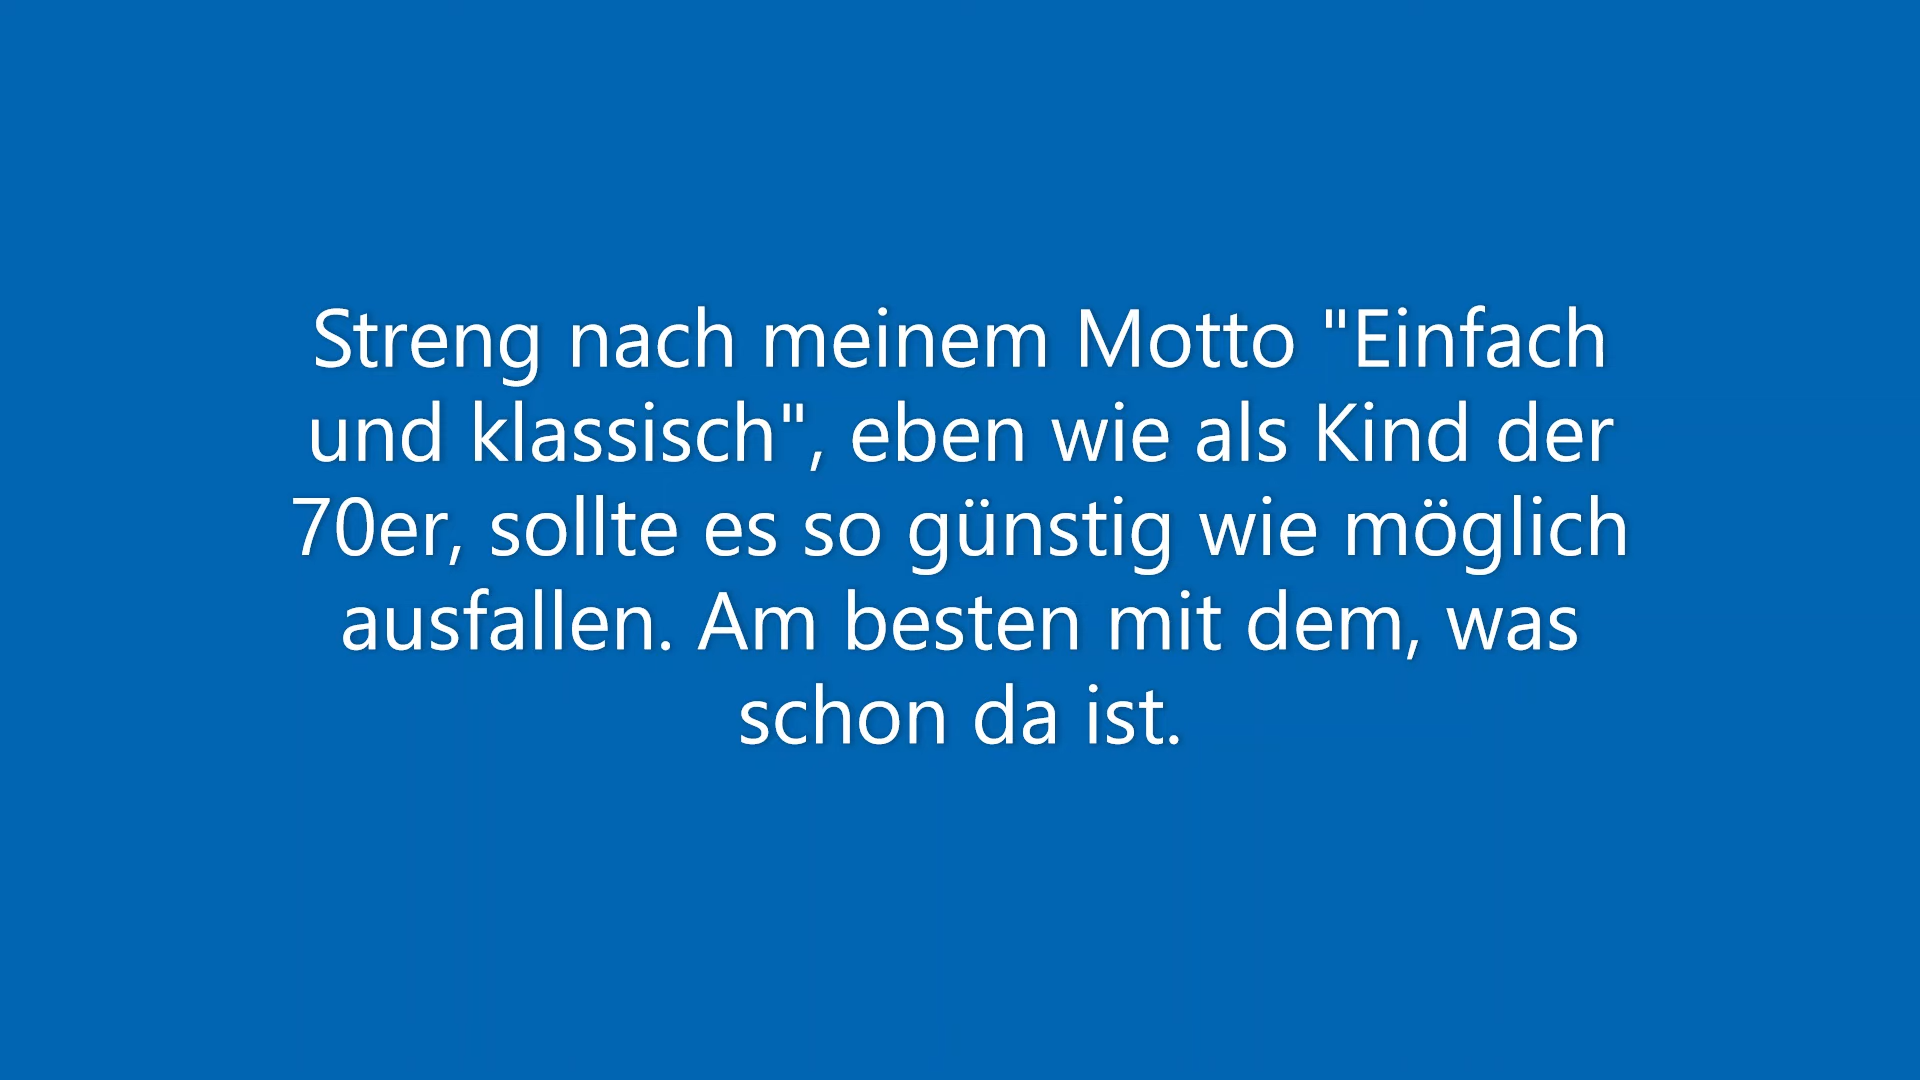 Streng nach meinem Motto "Einfach
und klassisch", eben wie als Kind der
70er, sollte es so günstig wie möglich
ausfallen. Am besten mit dem, was
schon da ist.